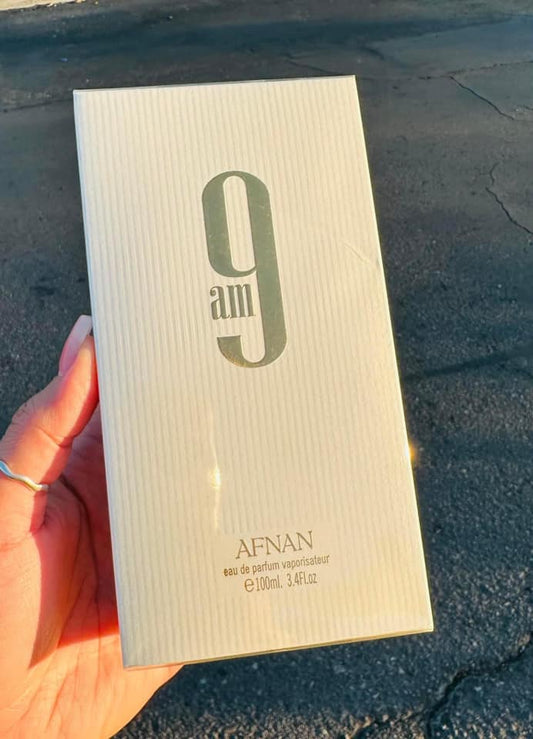 9
am
AFNAN
eau de parfum vaporisateur
℮100ml. 3.4Fl.oz